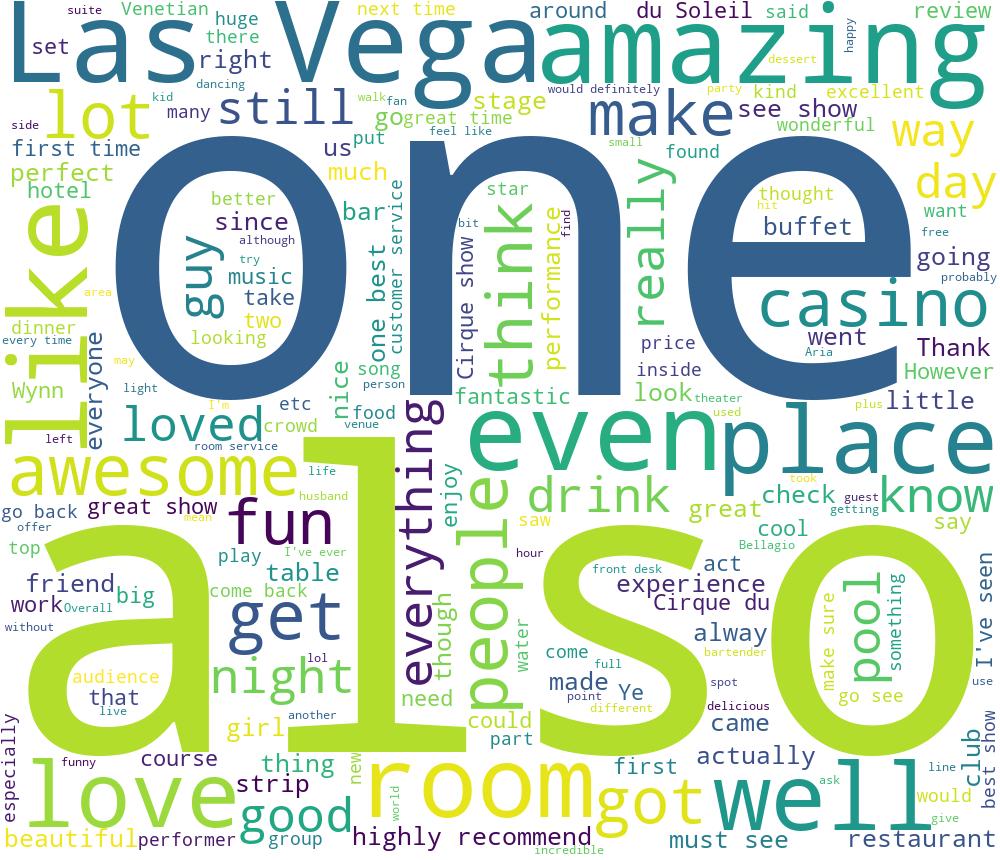 suite
Venetian
huge
next time
around
du Soleil
said
review
Las Vega
amazing
set
there
right
happy
dessert
dancing
kid
walk
fan
would definitely
party
kind
excellent
lot
many
still
go
great time
stage
make
see show
way
side
put
feel like
wonderful
first time
us
small
found
perfect
much
really
day
hotel
better
star
thought
one
like
since
bar
customer service
think
performance
find
hit
want
guy
although
bit
buffet
free
try
music
one best
Cirque show
going
area
take
probably
dinner
two
casino
every time
everyone
looking
song
price
went
Thank
may
person
inside
Aria
However
Wynn
light
nice
fantastic
look
theater
I'm
etc
food
used
plus
little
left
loved
crowd
venue
everything
even
place
room service
awesome
life
enjoy
people
took
go back
great show
husband
drink
check
guest
know
offer
mean
fun
saw
great
getting
say
top
play
I've ever
cool
Bellagio
also
friend
big
table
hour
front desk
act
I've seen
work
Overall
come back
get
though
water
experience
pool
something
without
Cirque du
make sure
use
lol
come
full
alway
bartender
audience
night
need
made
Ye
spot
go see
that
point
different
delicious
live
girl
another
could
came
especially
part
club
best show
funny
course
thing
new
first
actually
line
love
strip
room
got
well
ask
would
good
world
give
beautiful
performer
group
highly recommend
must see
restaurant
incredible